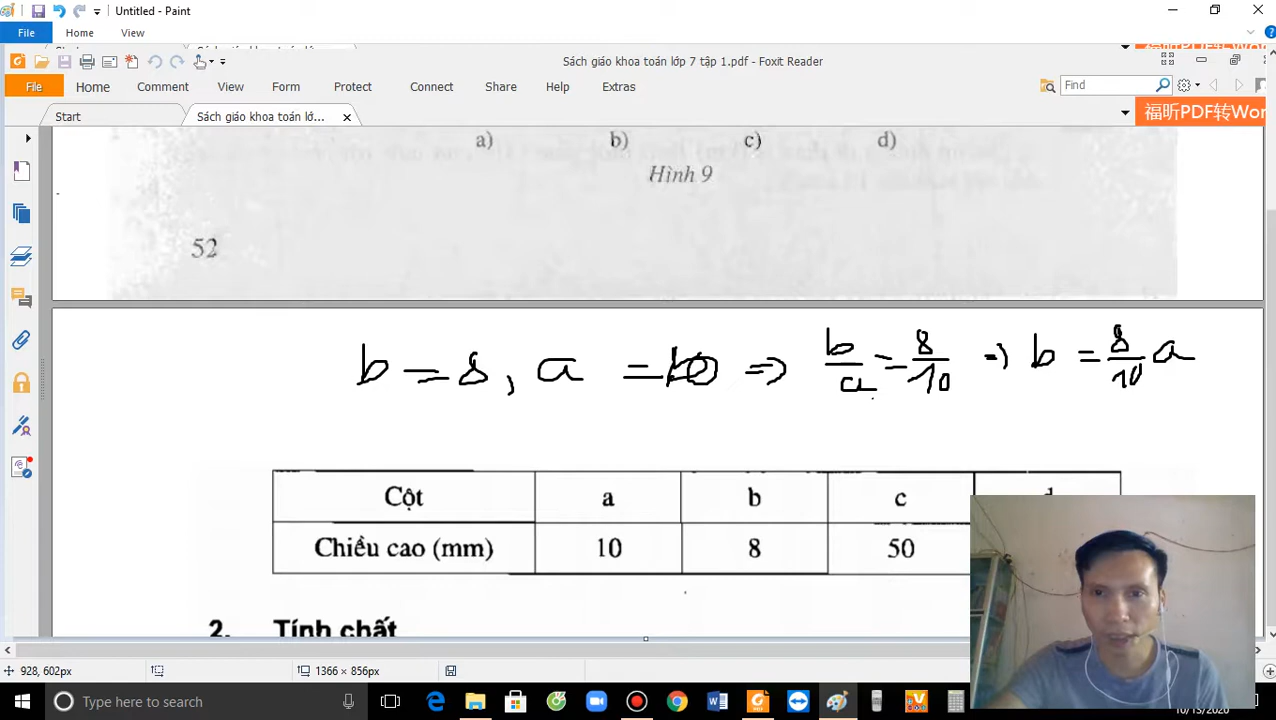 Untitled - Paint
File Home View
Sách giáo khoa toán lớp 7 tập 1.pdf - Foxit Reader
File Home Comment View Form Protect Connect Share Help Extras Find
Start Sách giáo khoa toán lớ... 福昕PDF转Wor
a) b) c) d)
Hình 9
52
b = 8, a = 10 => b/a = 8/10 => b = 8/10 a
Cột a b c d
Chiều cao (mm) 10 8 50
2. Tính chất
928, 602px 1366 × 856px
Type here to search
10/13/2020